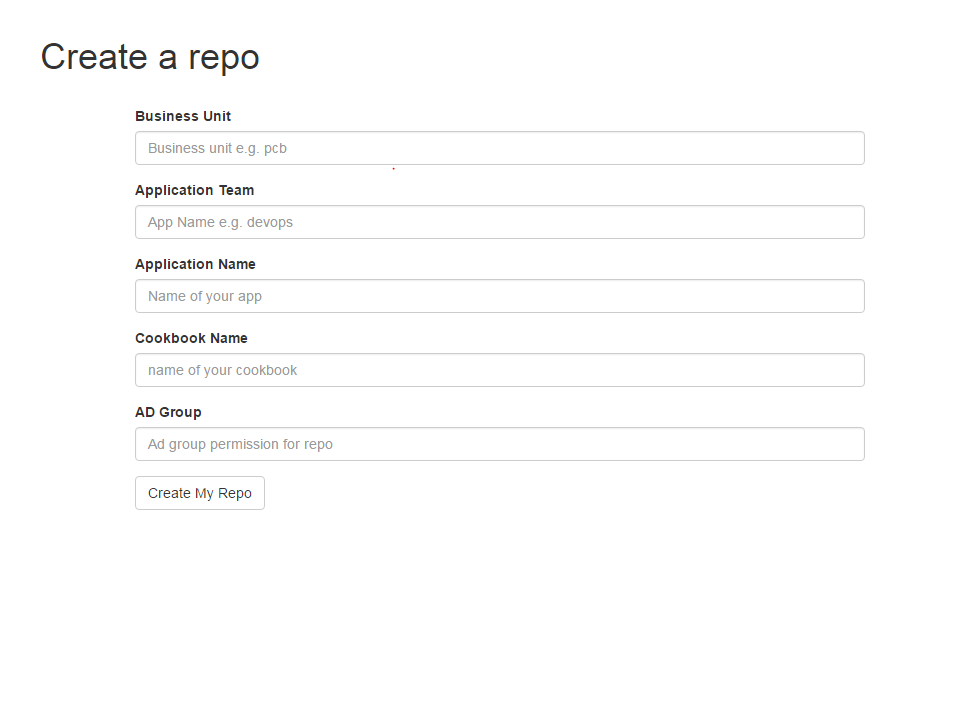 Create a repo
Business Unit
Business unit e.g. pcb
Application Team
App Name e.g. devops
Application Name
Name of your app
Cookbook Name
name of your cookbook
AD Group
Ad group permission for repo
Create My Repo